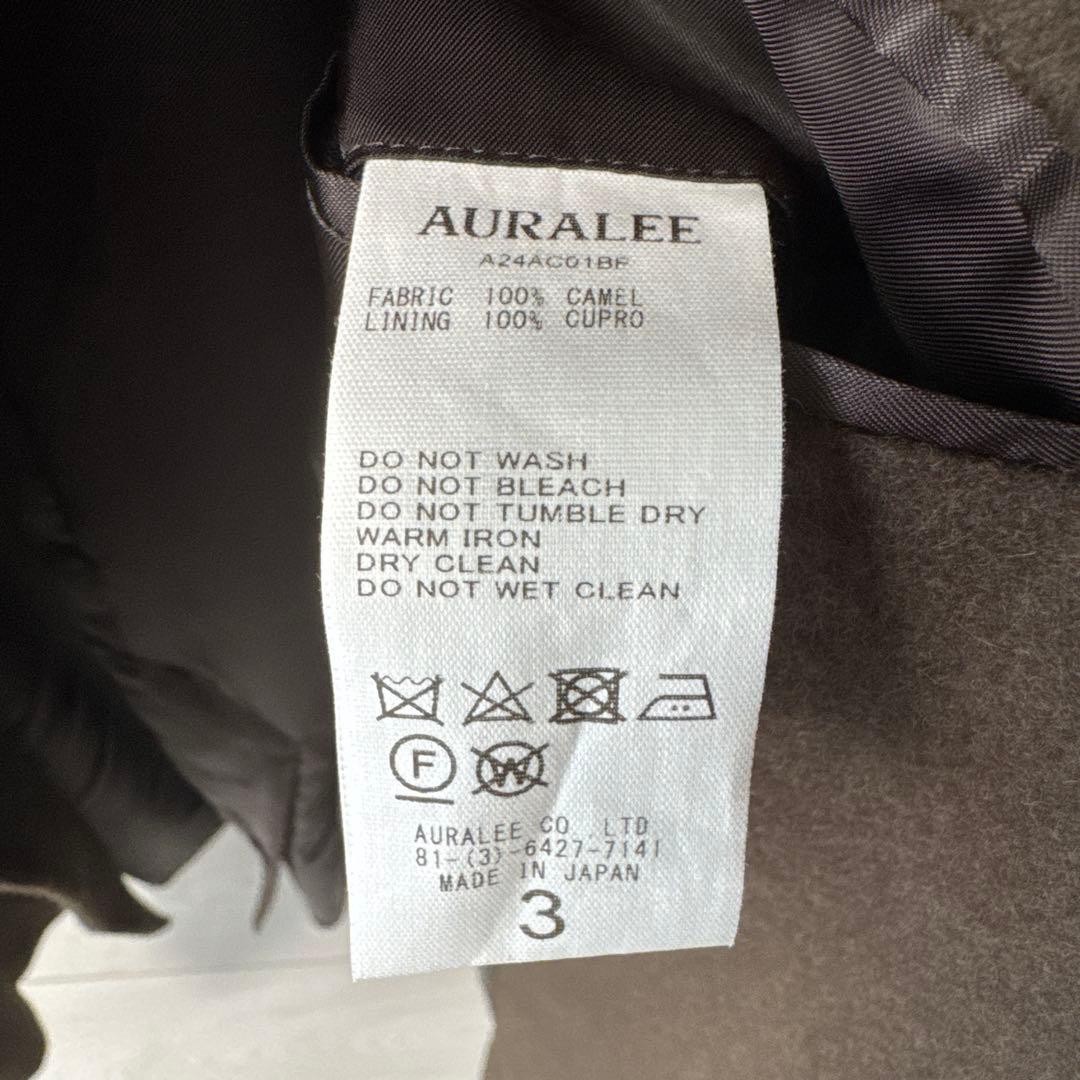 AURALEE
A24AC01BF
FABRIC 100% CAMEL
LINING 100% CUPRO
DO NOT WASH
DO NOT BLEACH
DO NOT TUMBLE DRY
WARM IRON
DRY CLEAN
DO NOT WET CLEAN
F W
AURALEE CO.,LTD
81-(3)-6427-7141
MADE IN JAPAN
3